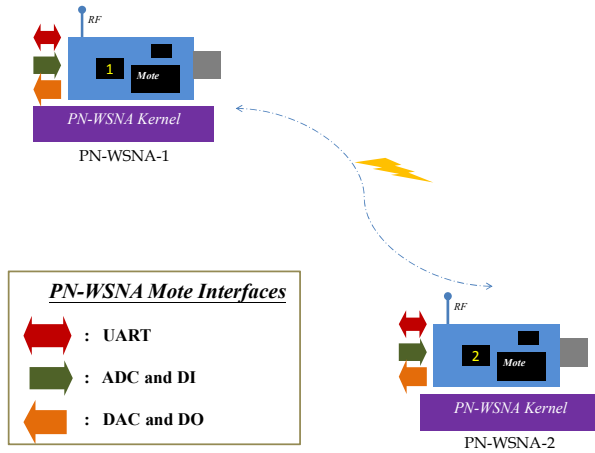 RF
1
Mote
PN-WSNA Kernel
PN-WSNA-1
PN-WSNA Mote Interfaces
: UART
: ADC and DI
: DAC and DO
RF
2
Mote
PN-WSNA Kernel
PN-WSNA-2